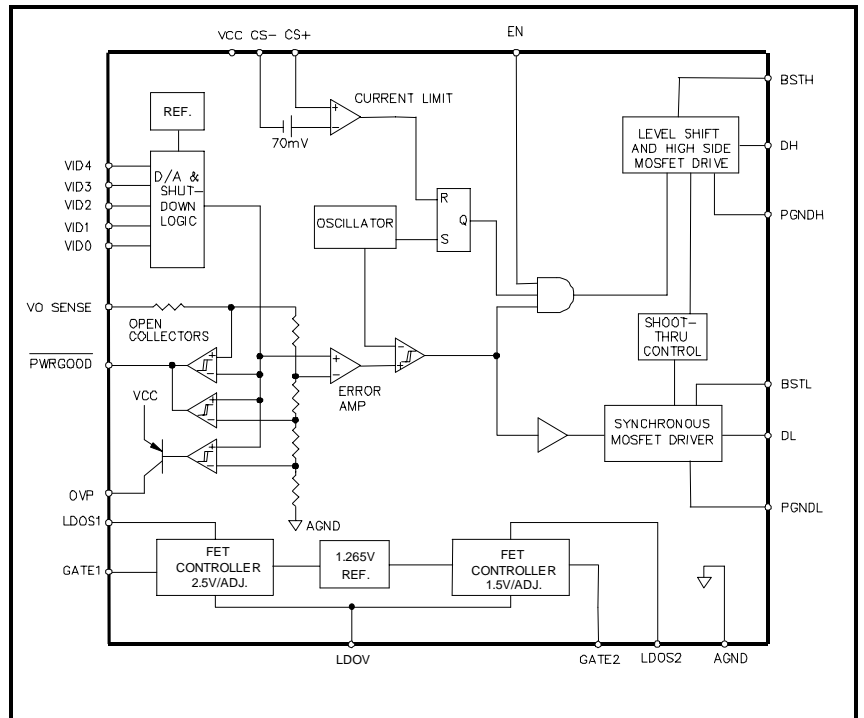 VCC CS- CS+
EN
BSTH
REF.
CURRENT LIMIT
+
-
70mV
LEVEL SHIFT
AND HIGH SIDE
MOSFET DRIVE
DH
VID4
VID3
VID2
VID1
VID0
D/A &
SHUT-
DOWN
LOGIC
R
Q
S
OSCILLATOR
PGNDH
VO SENSE
OPEN
COLLECTORS
SHOOT-
THRU
CONTROL
PWRGOOD
+
-
+
-
ERROR
AMP
-
+
BSTL
VCC
+
-
SYNCHRONOUS
MOSFET DRIVER
DL
+
-
OVP
PGNDL
LDOS1
AGND
FET
CONTROLLER
2.5V/ADJ.
1.265V
REF.
FET
CONTROLLER
1.5V/ADJ.
GATE1
LDOV
GATE2
LDOS2
AGND